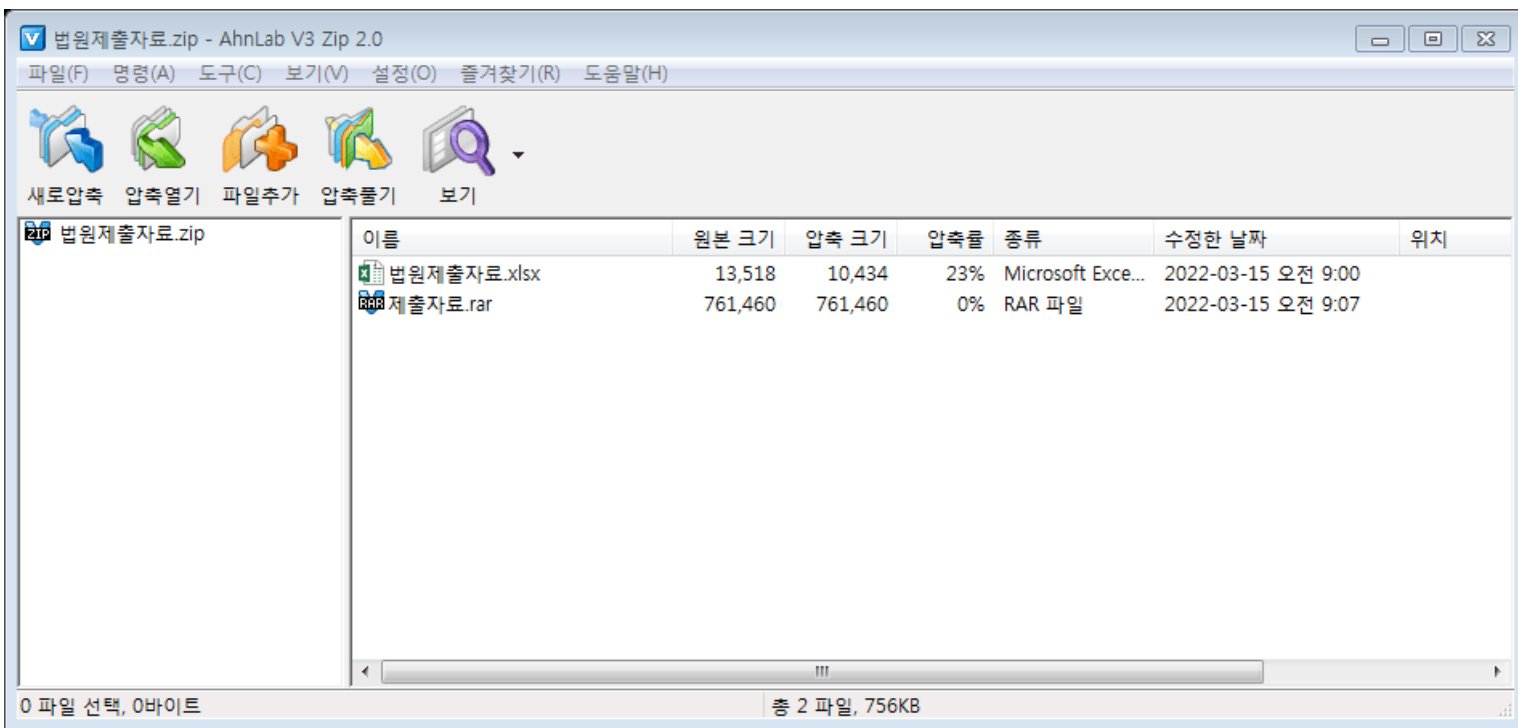 법원제출자료.zip - AhnLab V3 Zip 2.0
파일(F) 명령(A) 도구(C) 보기(V) 설정(O) 즐겨찾기(R) 도움말(H)
새로압축 압축열기 파일추가 압축풀기 보기
ZIP 법원제출자료.zip
이름 원본 크기 압축 크기 압축률 종류 수정한 날짜 위치
법원제출자료.xlsx 13,518 10,434 23% Microsoft Exce... 2022-03-15 오전 9:00
RAR 제출자료.rar 761,460 761,460 0% RAR 파일 2022-03-15 오전 9:07
0 파일 선택, 0바이트 총 2 파일, 756KB